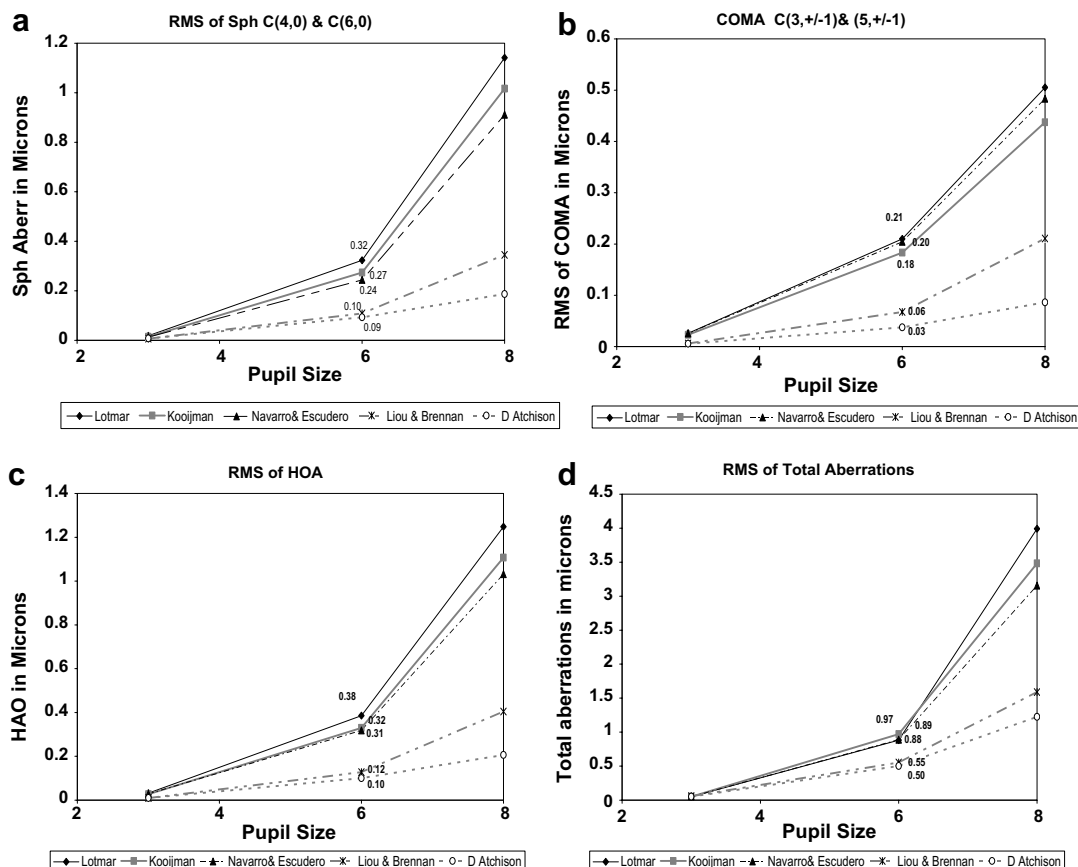 a
RMS of Sph C(4,0) & C(6,0)
Sph Aberr in Microns
1.2
1
0.8
0.6
0.4
0.2
0
0.32
0.27
0.24
0.10
0.09
2 4 6 8
Pupil Size
Lotmar Kooijman Navarro& Escudero Liou & Brennan D Atchison
b
COMA C(3,+/-1)& (5,+/-1)
RMS of COMA in Microns
0.6
0.5
0.4
0.3
0.2
0.1
0
0.21
0.20
0.18
0.06
0.03
2 4 6 8
Pupil Size
Lotmar Kooijman Navarro& Escudero Liou & Brennan D Atchison
c
RMS of HOA
HAO in Microns
1.4
1.2
1
0.8
0.6
0.4
0.2
0
0.38
0.32
0.31
0.12
0.10
2 4 6 8
Pupil Size
Lotmar Kooijman Navarro& Escudero Liou & Brennan D Atchison
d
RMS of Total Aberrations
Total aberrations in microns
4.5
4
3.5
3
2.5
2
1.5
1
0.5
0
0.97
0.89
0.88
0.55
0.50
2 4 6 8
Pupil Size
Lotmar Kooijman Navarro& Escudero Liou & Brennan D Atchison